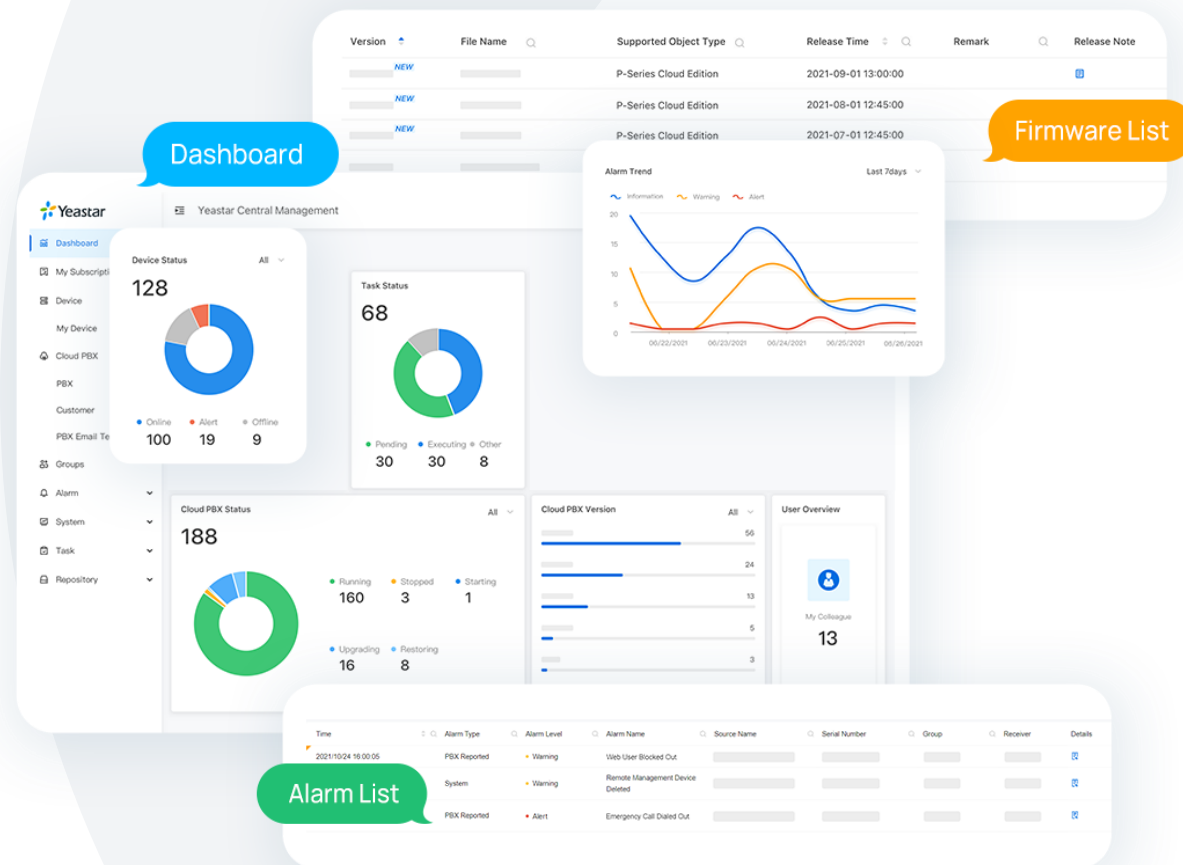 Version File Name Supported Object Type Release Time Remark Release Note
NEW P-Series Cloud Edition 2021-09-01 13:00:00
NEW P-Series Cloud Edition 2021-08-01 12:45:00
NEW P-Series Cloud Edition 2021-07-01 12:45:00
Firmware List
Dashboard
Alarm Trend Last 7days
Information Warning Alert
20
15
10
5
0
06/22/2021 06/23/2021 06/24/2021 06/25/2021 06/26/2021
Yeastar
Yeastar Central Management
Dashboard
My Subscripti
Device
My Device
Cloud PBX
PBX
Customer
PBX Email Te
Groups
Alarm
System
Task
Repository
Device Status All
128
Online Alert Offline
100 19 9
Task Status
68
Pending Executing Other
30 30 8
Cloud PBX Status All
188
Running Stopped Starting
160 3 1
Upgrading Restoring
16 8
Cloud PBX Version All
56
24
13
5
3
User Overview
My Colleague
13
Time Alarm Type Alarm Level Alarm Name Source Name Serial Number Group Receiver Details
2021/10/24 16:00:05 PBX Reported Warning Web User Blocked Out
System Warning Remote Management Device
Deleted
PBX Reported Alert Emergency Call Dialed Out
Alarm List